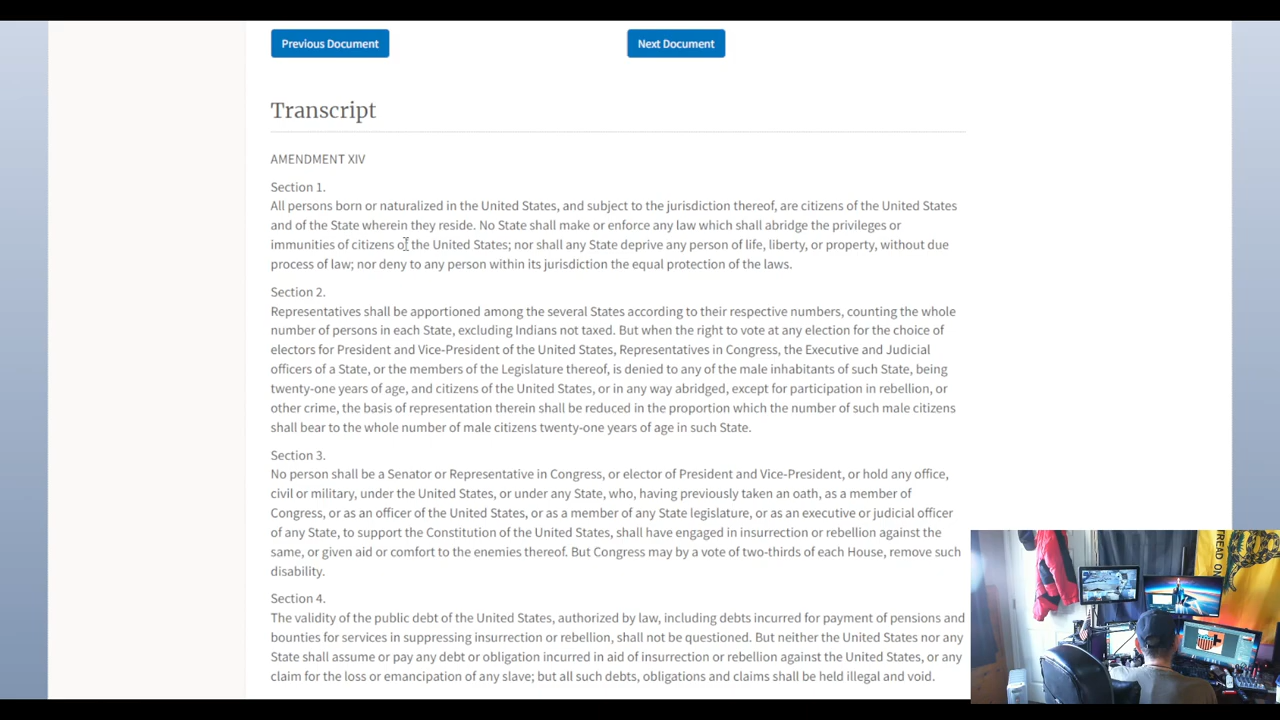 Previous Document
Next Document
Transcript
AMENDMENT XIV
Section 1.
All persons born or naturalized in the United States, and subject to the jurisdiction thereof, are citizens of the United States
and of the State wherein they reside. No State shall make or enforce any law which shall abridge the privileges or
immunities of citizens of the United States; nor shall any State deprive any person of life, liberty, or property, without due
process of law; nor deny to any person within its jurisdiction the equal protection of the laws.
Section 2.
Representatives shall be apportioned among the several States according to their respective numbers, counting the whole
number of persons in each State, excluding Indians not taxed. But when the right to vote at any election for the choice of
electors for President and Vice-President of the United States, Representatives in Congress, the Executive and Judicial
officers of a State, or the members of the Legislature thereof, is denied to any of the male inhabitants of such State, being
twenty-one years of age, and citizens of the United States, or in any way abridged, except for participation in rebellion, or
other crime, the basis of representation therein shall be reduced in the proportion which the number of such male citizens
shall bear to the whole number of male citizens twenty-one years of age in such State.
Section 3.
No person shall be a Senator or Representative in Congress, or elector of President and Vice-President, or hold any office,
civil or military, under the United States, or under any State, who, having previously taken an oath, as a member of
Congress, or as an officer of the United States, or as a member of any State legislature, or as an executive or judicial officer
of any State, to support the Constitution of the United States, shall have engaged in insurrection or rebellion against the
same, or given aid or comfort to the enemies thereof. But Congress may by a vote of two-thirds of each House, remove such
disability.
Section 4.
The validity of the public debt of the United States, authorized by law, including debts incurred for payment of pensions and
bounties for services in suppressing insurrection or rebellion, shall not be questioned. But neither the United States nor any
State shall assume or pay any debt or obligation incurred in aid of insurrection or rebellion against the United States, or any
claim for the loss or emancipation of any slave; but all such debts, obligations and claims shall be held illegal and void.
TREAD ON